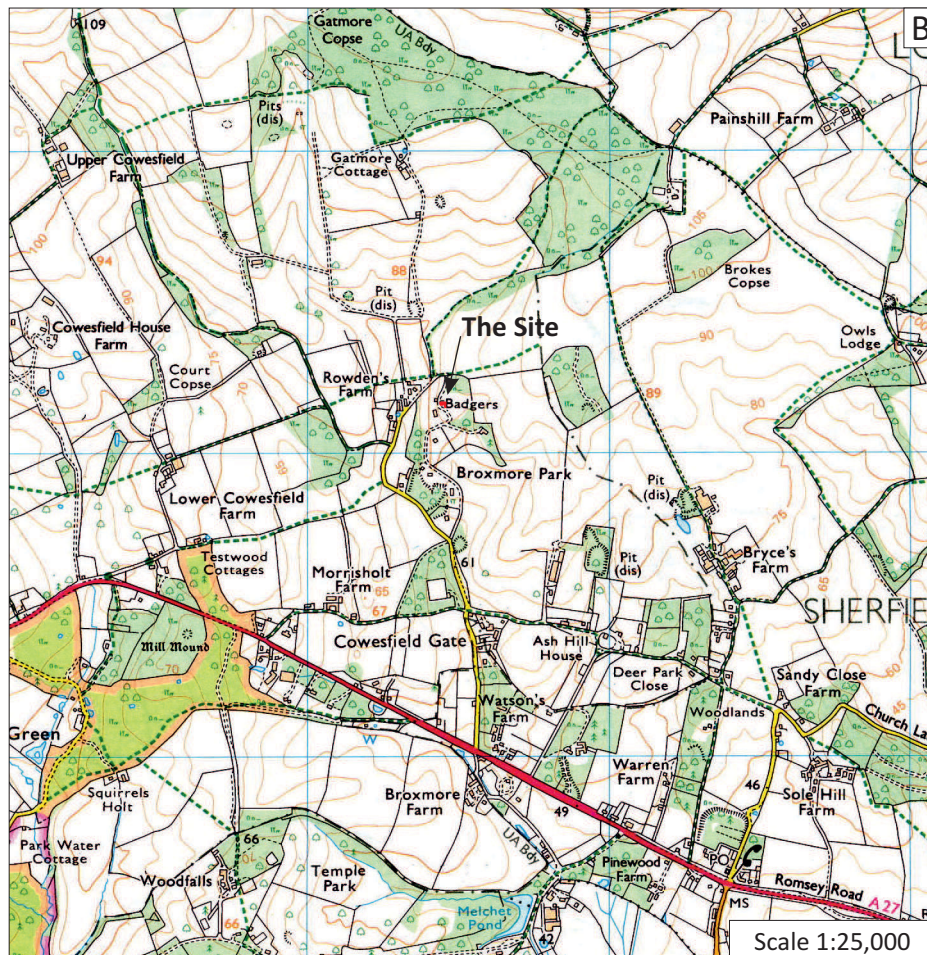 109
Gatmore
Copse
UA Bdy
B
Painshill Farm
Pits
(dis)
Upper Cowesfield
Farm
Gatmore
Cottage
100
94
90
88
105
100
Brokes
Copse
Pit
(dis)
Cowesfield House
Farm
The Site
90
Owls
Lodge
100
Court
Copse
75
70
Rowden's
Farm
Badgers
89
80
65
Broxmore Park
Lower Cowesfield
Farm
Pit
(dis)
75
Testwood
Cottages
61
Pit
(dis)
Bryce's
Farm
Morrisholt
Farm
65
67
65
SHERFIE
Mill Mound
70
Cowesfield Gate
Ash Hill
House
Deer Park
Close
Sandy Close
Farm
60
45
Church La
Watson's
Farm
Woodlands
Green
W
Squirrels
Holt
Broxmore
Farm
Warren
Farm
49
46
Sole Hill
Farm
UA Bdy
Park Water
Cottage
66
70
Woodfalls
Temple
Park
Pinewood
Farm
PO
Romsey Road
A 27
MS
66
Melchet
Pond
42
Scale 1:25,000